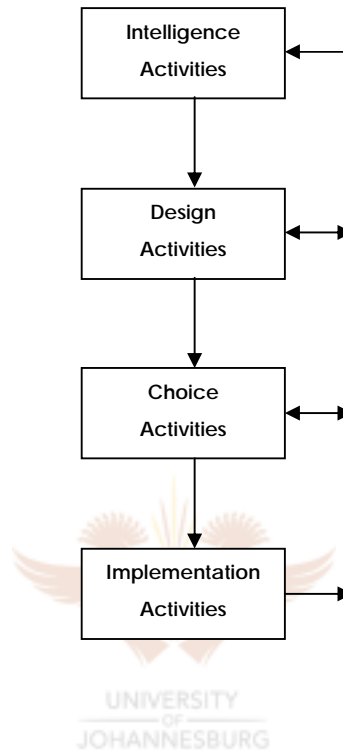 Intelligence
Activities
Design
Activities
Choice
Activities
Implementation
Activities
UNIVERSITY
OF
JOHANNESBURG